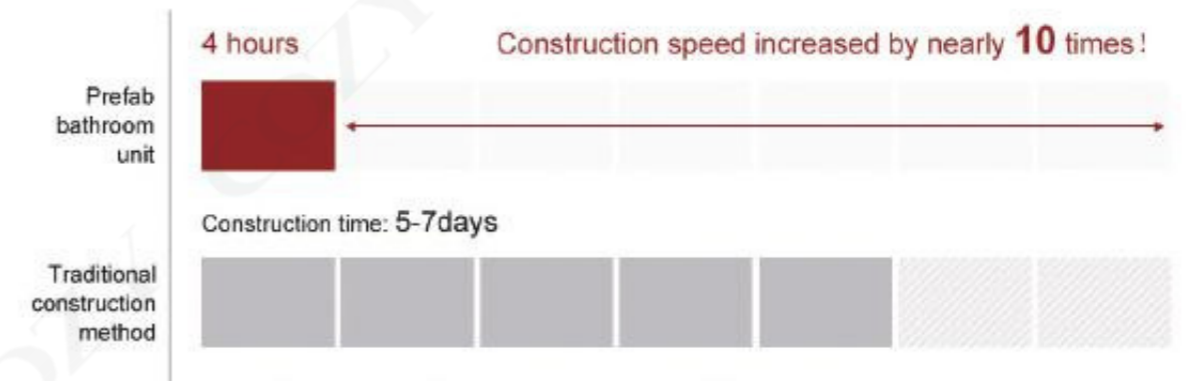 4 hours
Construction speed increased by nearly 10 times!
Prefab
bathroom
unit
Construction time: 5-7days
Traditional
construction
method